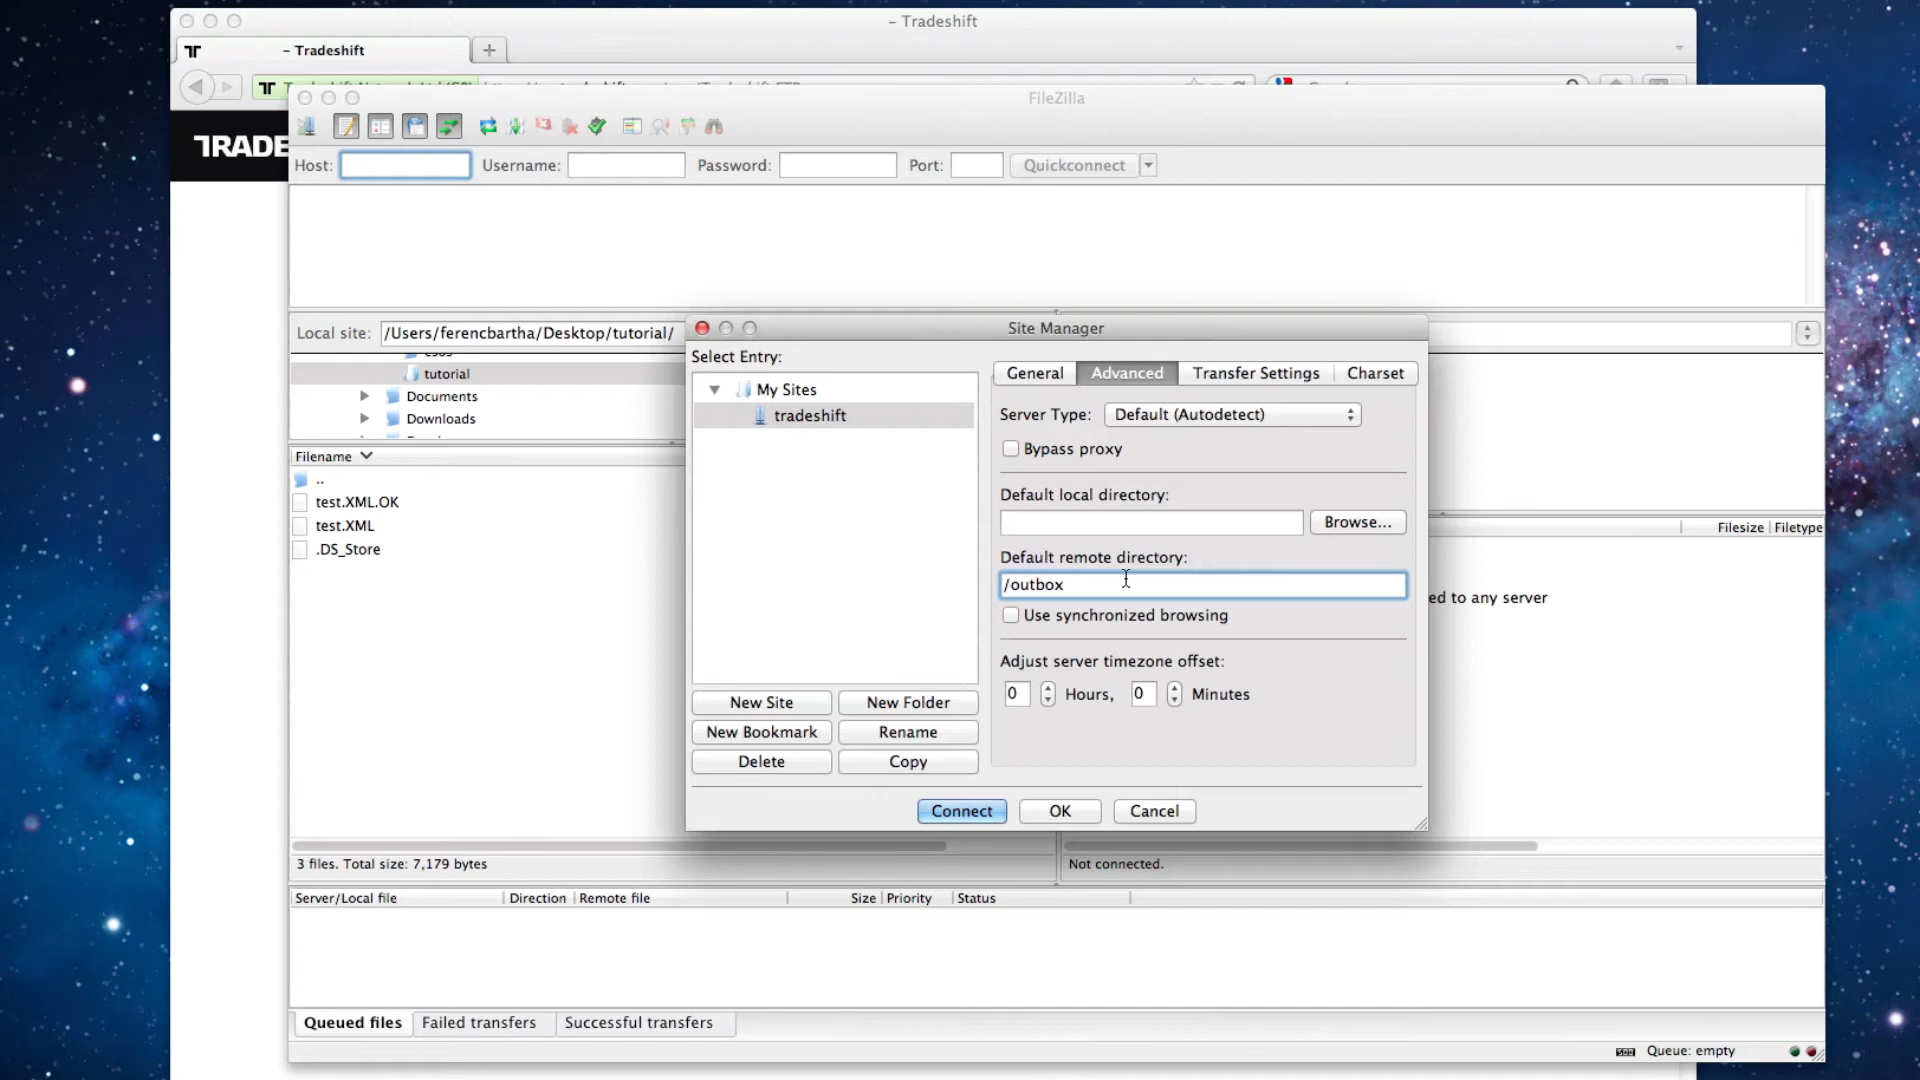 – Tradeshift
– Tradeshift
+
FileZilla
TRADE
Host:
Username:
Password:
Port:
Quickconnect
Local site:
/Users/ferencbartha/Desktop/tutorial/
tutorial
Documents
Downloads
Filename
..
test.XML.OK
test.XML
.DS_Store
3 files. Total size: 7,179 bytes
Site Manager
Select Entry:
My Sites
tradeshift
New Site
New Folder
New Bookmark
Rename
Delete
Copy
General
Advanced
Transfer Settings
Charset
Server Type:
Default (Autodetect)
Bypass proxy
Default local directory:
Browse...
Default remote directory:
/outbox
Use synchronized browsing
Adjust server timezone offset:
0
Hours,
0
Minutes
Connect
OK
Cancel
Filesize
Filetype
ed to any server
Not connected.
Server/Local file
Direction
Remote file
Size
Priority
Status
Queued files
Failed transfers
Successful transfers
Queue: empty